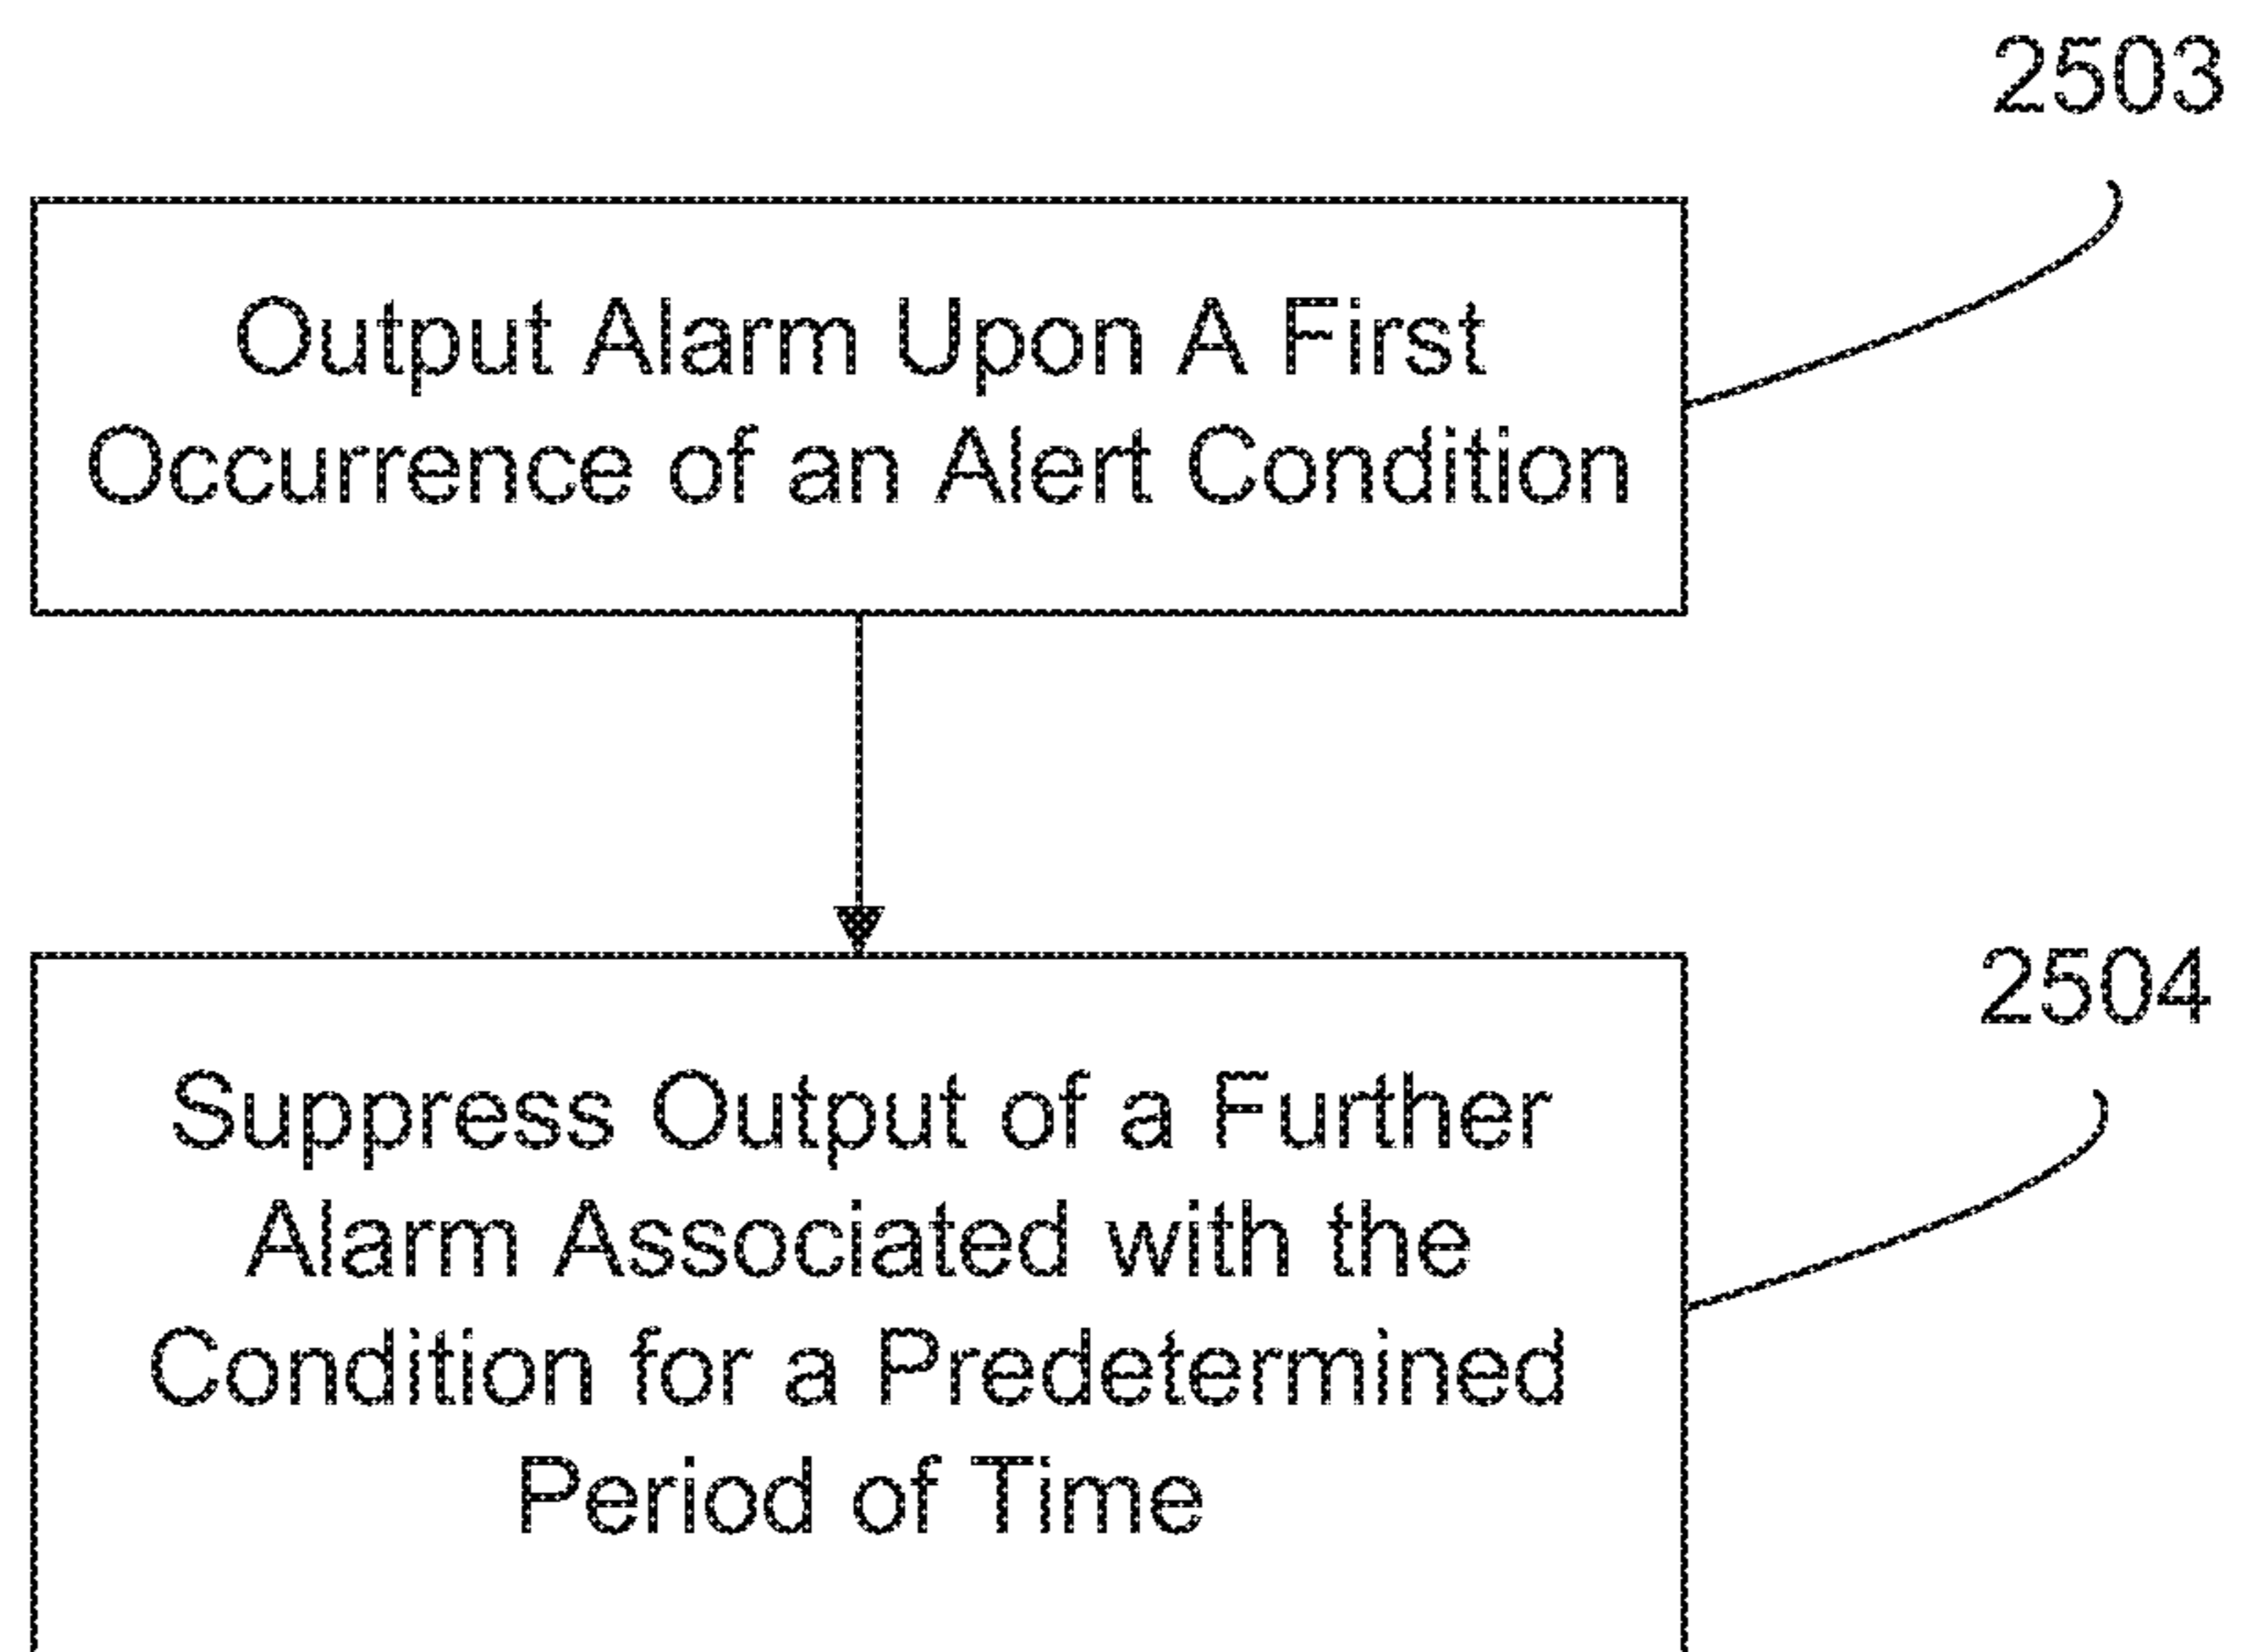 2503
Output Alarm Upon A First
Occurrence of an Alert Condition
2504
Suppress Output of a Further
Alarm Associated with the
Condition for a Predetermined
Period of Time